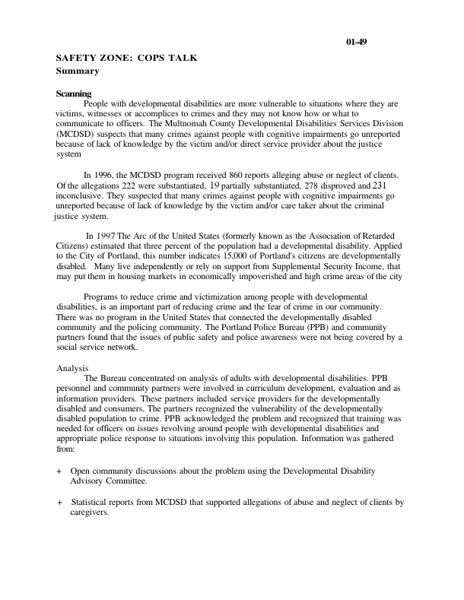 01-49
SAFETY ZONE: COPS TALK
Summary
Scanning
People with developmental disabilities are more vulnerable to situations where they are
victims, witnesses or accomplices to crimes and they may not know how or what to
communicate to officers. The Multnomah County Developmental Disabilities Services Division
(MCDSD) suspects that many crimes against people with cognitive impairments go unreported
because of lack of knowledge by the victim and/or direct service provider about the justice
system
In 1996, the MCDSD program received 860 reports alleging abuse or neglect of clients.
Of the allegations 222 were substantiated, 19 partially substantiated, 278 disproved and 231
inconclusive. They suspected that many crimes against people with cognitive impairments go
unreported because of lack of knowledge by the victim and/or care taker about the criminal
justice system.
In 1997 The Arc of the United States (formerly known as the Association of Retarded
Citizens) estimated that three percent of the population had a developmental disability. Applied
to the City of Portland, this number indicates 15,000 of Portland's citizens are developmentally
disabled. Many live independently or rely on support from Supplemental Security Income, that
may put them in housing markets in economically impoverished and high crime areas of the city
Programs to reduce crime and victimization among people with developmental
disabilities, is an important part of reducing crime and the fear of crime in our community.
There was no program in the United States that connected the developmentally disabled
community and the policing community. The Portland Police Bureau (PPB) and community
partners found that the issues of public safety and police awareness were not being covered by a
social service network.
Analysis
The Bureau concentrated on analysis of adults with developmental disabilities. PPB
personnel and community partners were involved in curriculum development, evaluation and as
information providers. These partners included service providers for the developmentally
disabled and consumers. The partners recognized the vulnerability of the developmentally
disabled population to crime. PPB acknowledged the problem and recognized that training was
needed for officers on issues revolving around people with developmental disabilities and
appropriate police response to situations involving this population. Information was gathered
from:
+ Open community discussions about the problem using the Developmental Disability
Advisory Committee.
+ Statistical reports from MCDSD that supported allegations of abuse and neglect of clients by
caregivers.